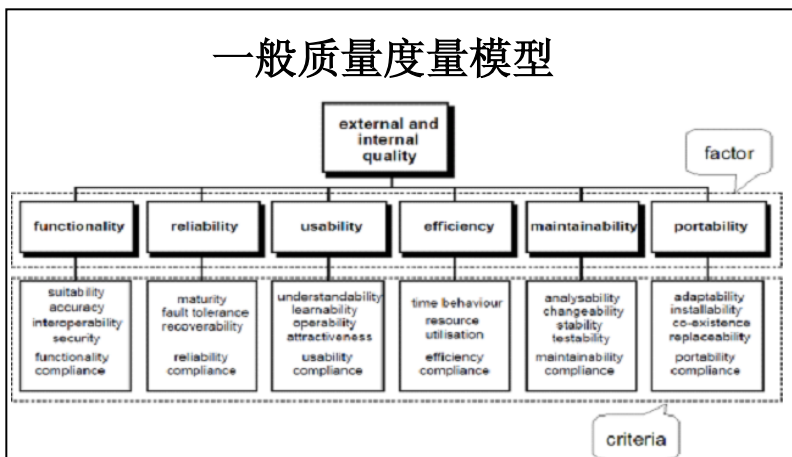 一般质量度量模型
external and
internal
quality
factor
functionality
reliability
usability
efficiency
maintainability
portability
suitability
accuracy
interoperability
security
functionality
compliance
maturity
fault tolerance
recoverability
reliability
compliance
understandability
learnability
operability
attractiveness
usability
compliance
time behaviour
resource
utilisation
efficiency
compliance
analysability
changeability
stability
testability
maintainability
compliance
adaptability
installability
co-existence
replaceability
portability
compliance
criteria